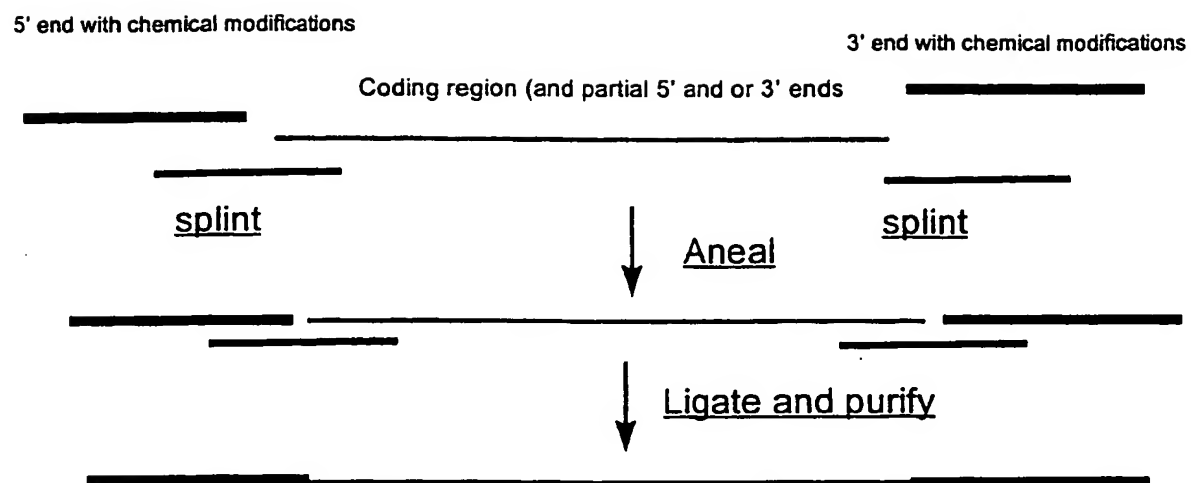 5' end with chemical modifications
3' end with chemical modifications
Coding region (and partial 5' and or 3' ends
splint
splint
Aneal
Ligate and purify